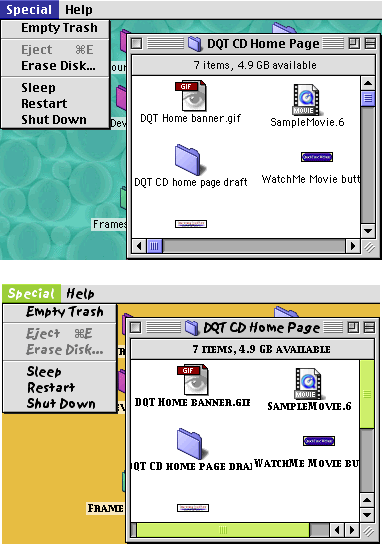 Special Help
Empty Trash
Eject ⌘E
Erase Disk...
Sleep
Restart
Shut Down
DQT CD Home Page
7 items, 4.9 GB available
GIF
MOVIE
DQT Home banner.gif
SampleMovie.6
DQT CD home page draft
WatchMe Movie butt
Frames
Special Help
Empty Trash
Eject ⌘E
Erase Disk...
Sleep
Restart
Shut Down
DQT CD Home Page
7 items, 4.9 GB available
GIF
MOVIE
DQT Home banner.gif
SampleMovie.6
DQT CD home page dra
WatchMe Movie bu
Frame